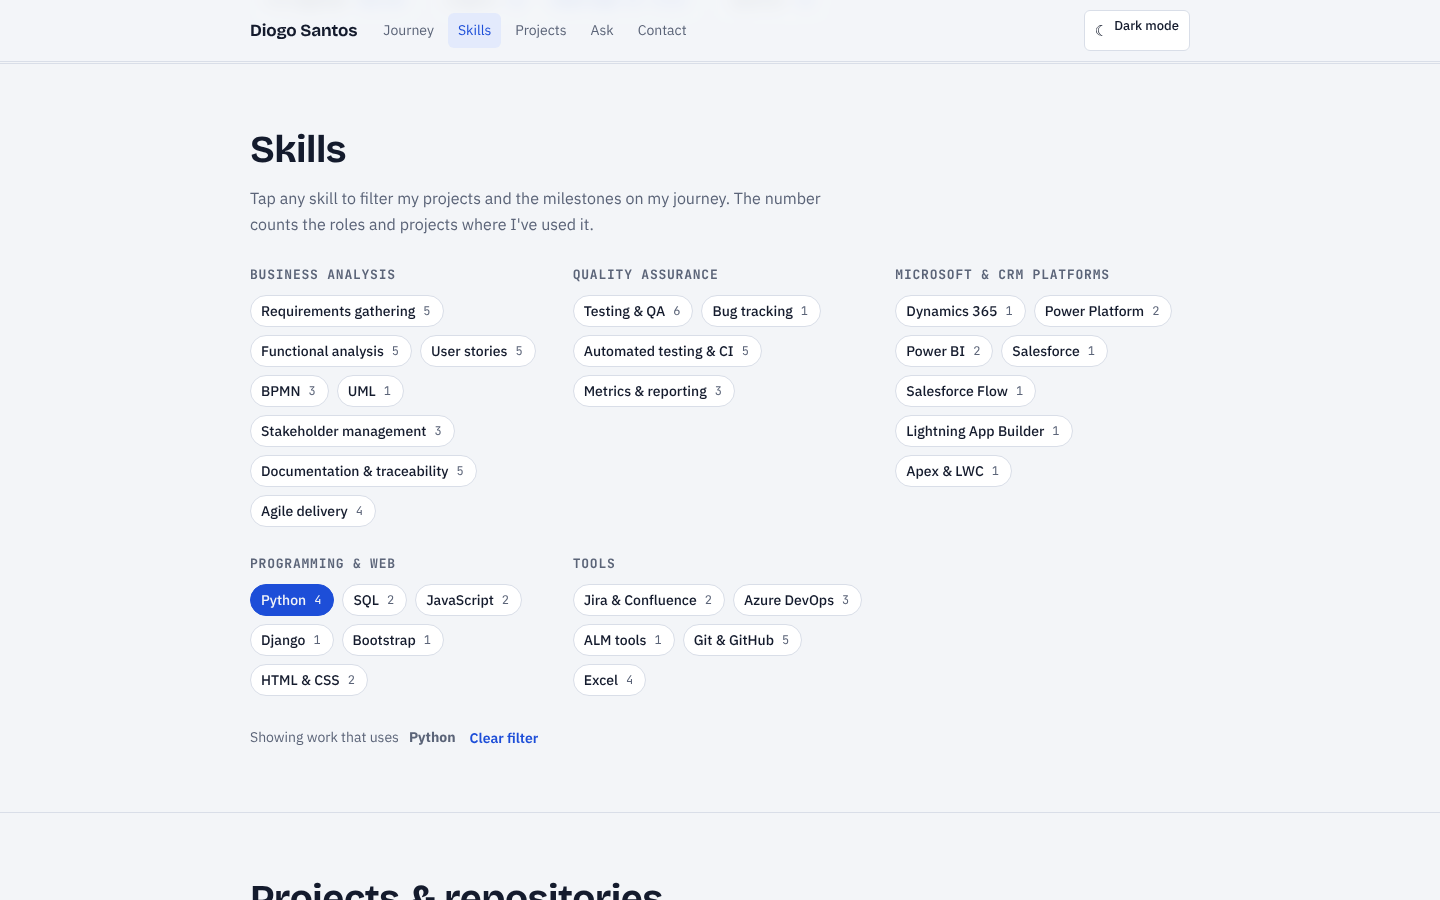 Diogo Santos Journey Skills Projects Ask Contact ☾ Dark mode
Skills
Tap any skill to filter my projects and the milestones on my journey. The number
counts the roles and projects where I've used it.
BUSINESS ANALYSIS
Requirements gathering 5
Functional analysis 5 User stories 5
BPMN 3 UML 1
Stakeholder management 3
Documentation & traceability 5
Agile delivery 4
QUALITY ASSURANCE
Testing & QA 6 Bug tracking 1
Automated testing & CI 5
Metrics & reporting 3
MICROSOFT & CRM PLATFORMS
Dynamics 365 1 Power Platform 2
Power BI 2 Salesforce 1
Salesforce Flow 1
Lightning App Builder 1
Apex & LWC 1
PROGRAMMING & WEB
Python 4 SQL 2 JavaScript 2
Django 1 Bootstrap 1
HTML & CSS 2
TOOLS
Jira & Confluence 2 Azure DevOps 3
ALM tools 1 Git & GitHub 5
Excel 4
Showing work that uses Python Clear filter
Projects & repositories